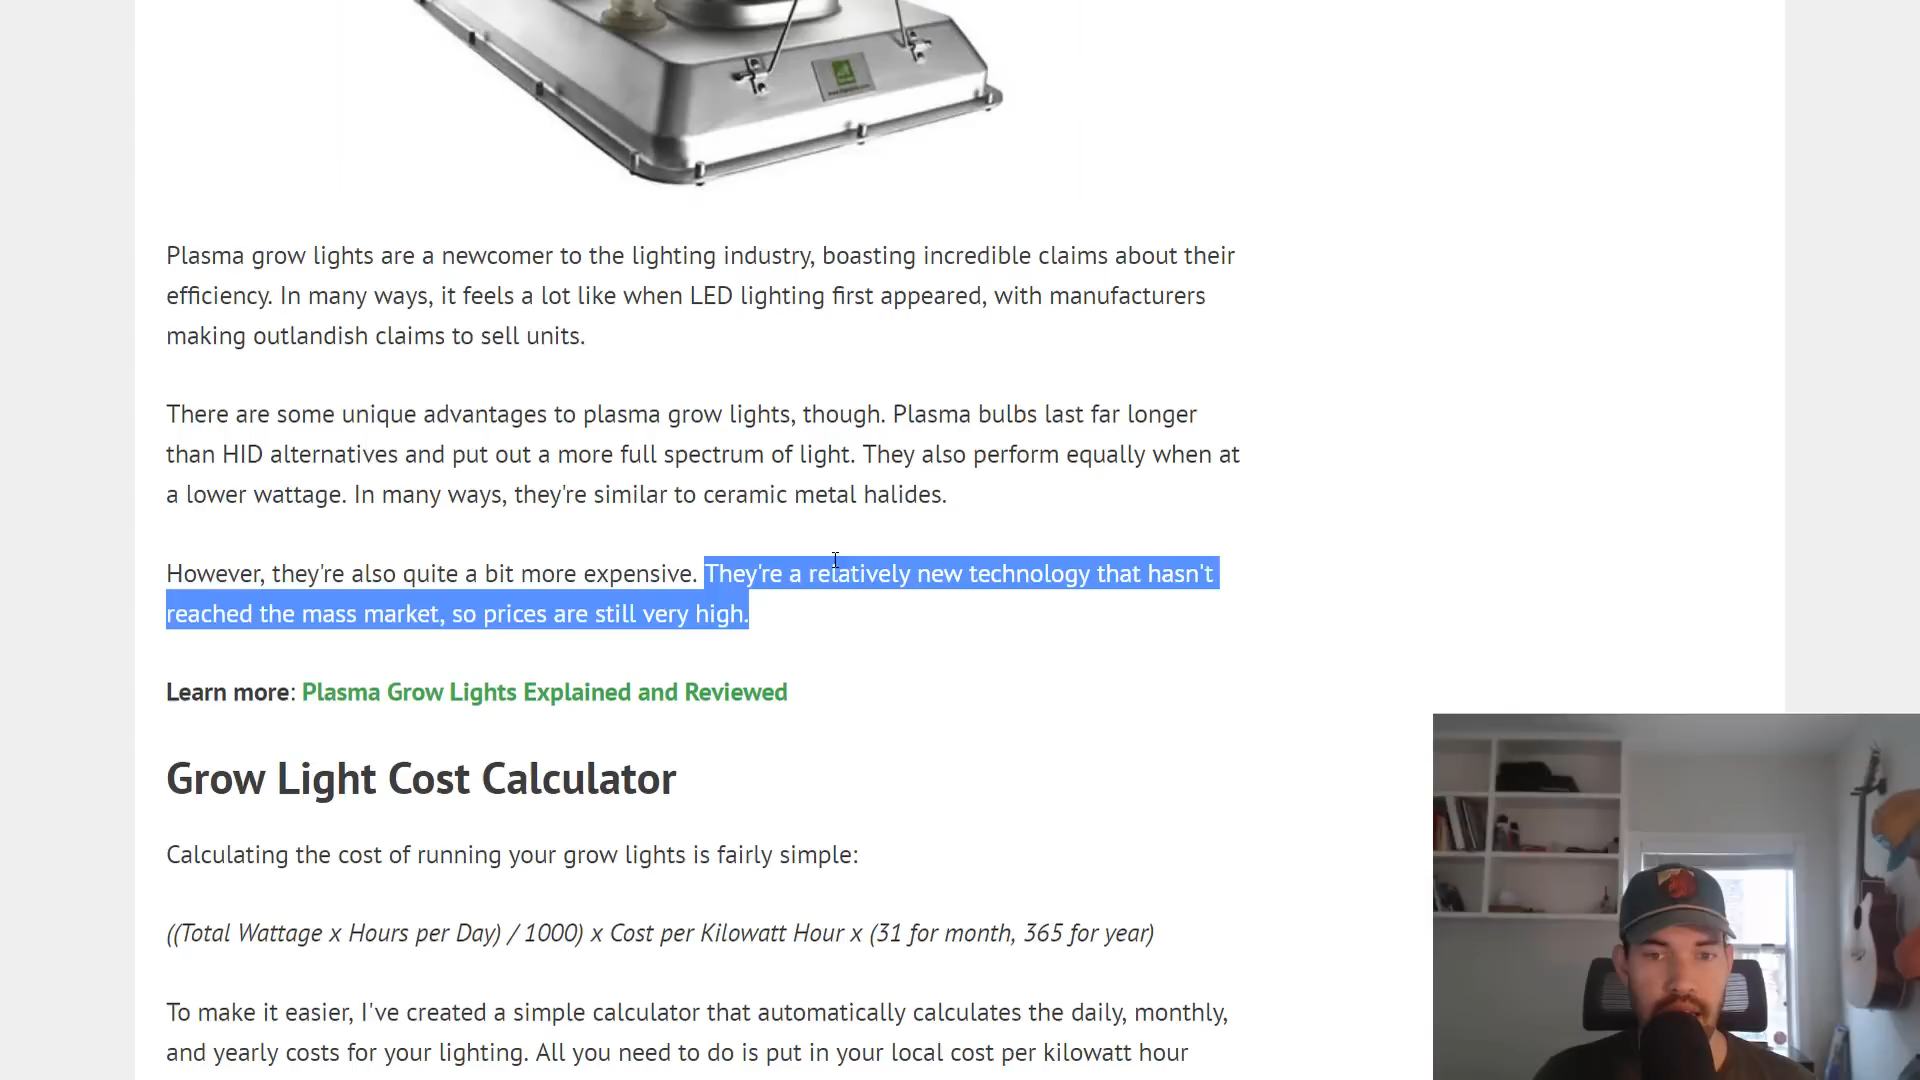 Plasma grow lights are a newcomer to the lighting industry, boasting incredible claims about their
efficiency. In many ways, it feels a lot like when LED lighting first appeared, with manufacturers
making outlandish claims to sell units.
There are some unique advantages to plasma grow lights, though. Plasma bulbs last far longer
than HID alternatives and put out a more full spectrum of light. They also perform equally when at
a lower wattage. In many ways, they're similar to ceramic metal halides.
However, they're also quite a bit more expensive. They're a relatively new technology that hasn't
reached the mass market, so prices are still very high.
Learn more: Plasma Grow Lights Explained and Reviewed
Grow Light Cost Calculator
Calculating the cost of running your grow lights is fairly simple:
((Total Wattage x Hours per Day) / 1000) x Cost per Kilowatt Hour x (31 for month, 365 for year)
To make it easier, I've created a simple calculator that automatically calculates the daily, monthly,
and yearly costs for your lighting. All you need to do is put in your local cost per kilowatt hour